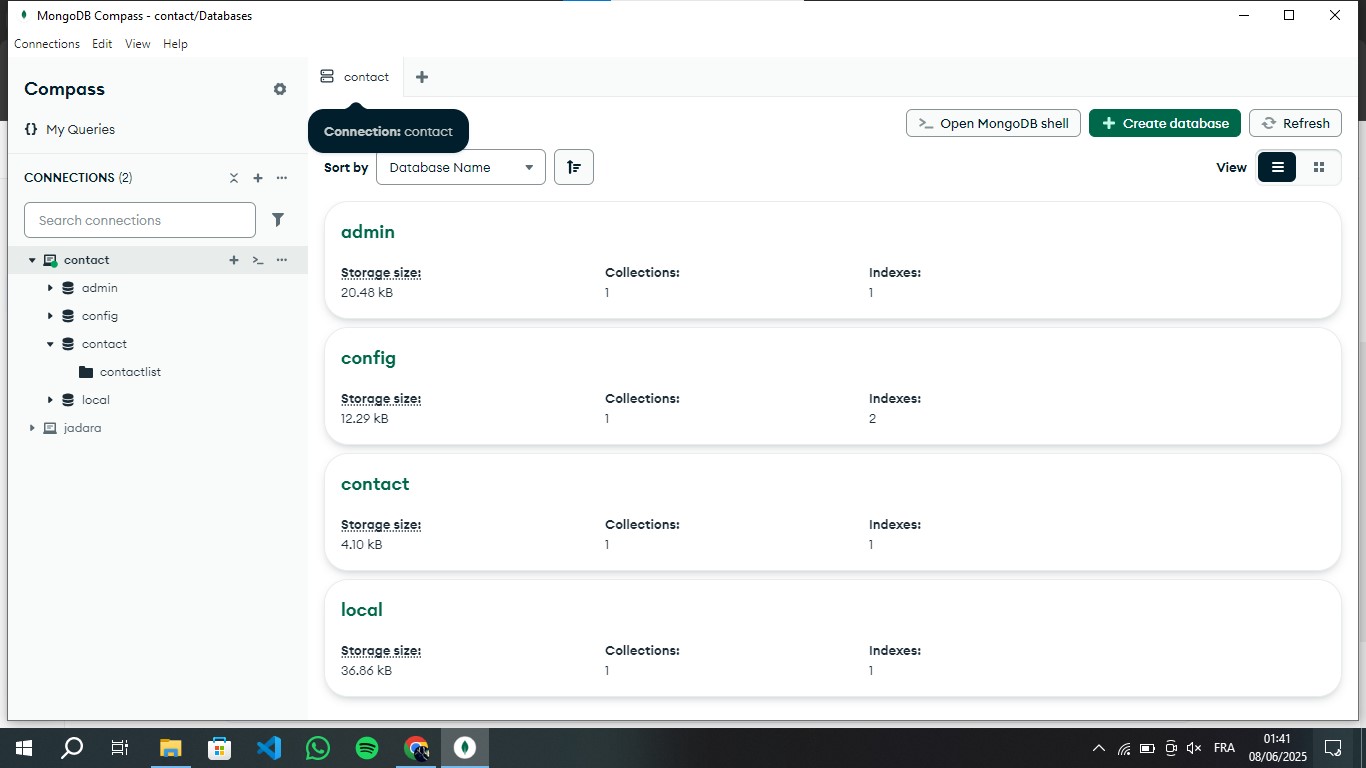 MongoDB Compass - contact/Databases
Connections Edit View Help
Compass
{} My Queries
CONNECTIONS (2)
Search connections
contact
admin
config
contact
contactlist
local
jadara
contact
Connection: contact
Open MongoDB shell
Create database
Refresh
Sort by
Database Name
View
admin
Storage size: Collections: Indexes:
20.48 kB 1 1
config
Storage size: Collections: Indexes:
12.29 kB 1 2
contact
Storage size: Collections: Indexes:
4.10 kB 1 1
local
Storage size: Collections: Indexes:
36.86 kB 1 1
FRA
01:41
08/06/2025